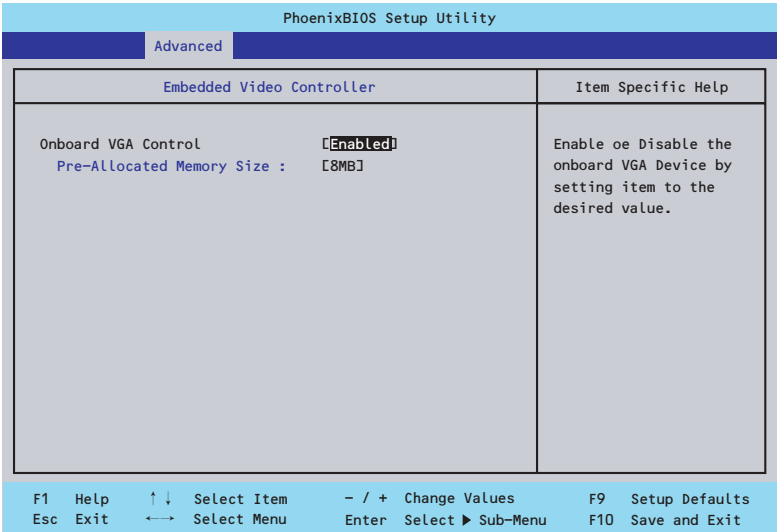 PhoenixBIOS Setup Utility
Advanced
Embedded Video Controller
Item Specific Help
Onboard VGA Control [Enabled]
Pre-Allocated Memory Size : [8MB]
Enable oe Disable the
onboard VGA Device by
setting item to the
desired value.
F1 Help ↑↓ Select Item - / + Change Values F9 Setup Defaults
Esc Exit ←→ Select Menu Enter Select ▶ Sub-Menu F10 Save and Exit